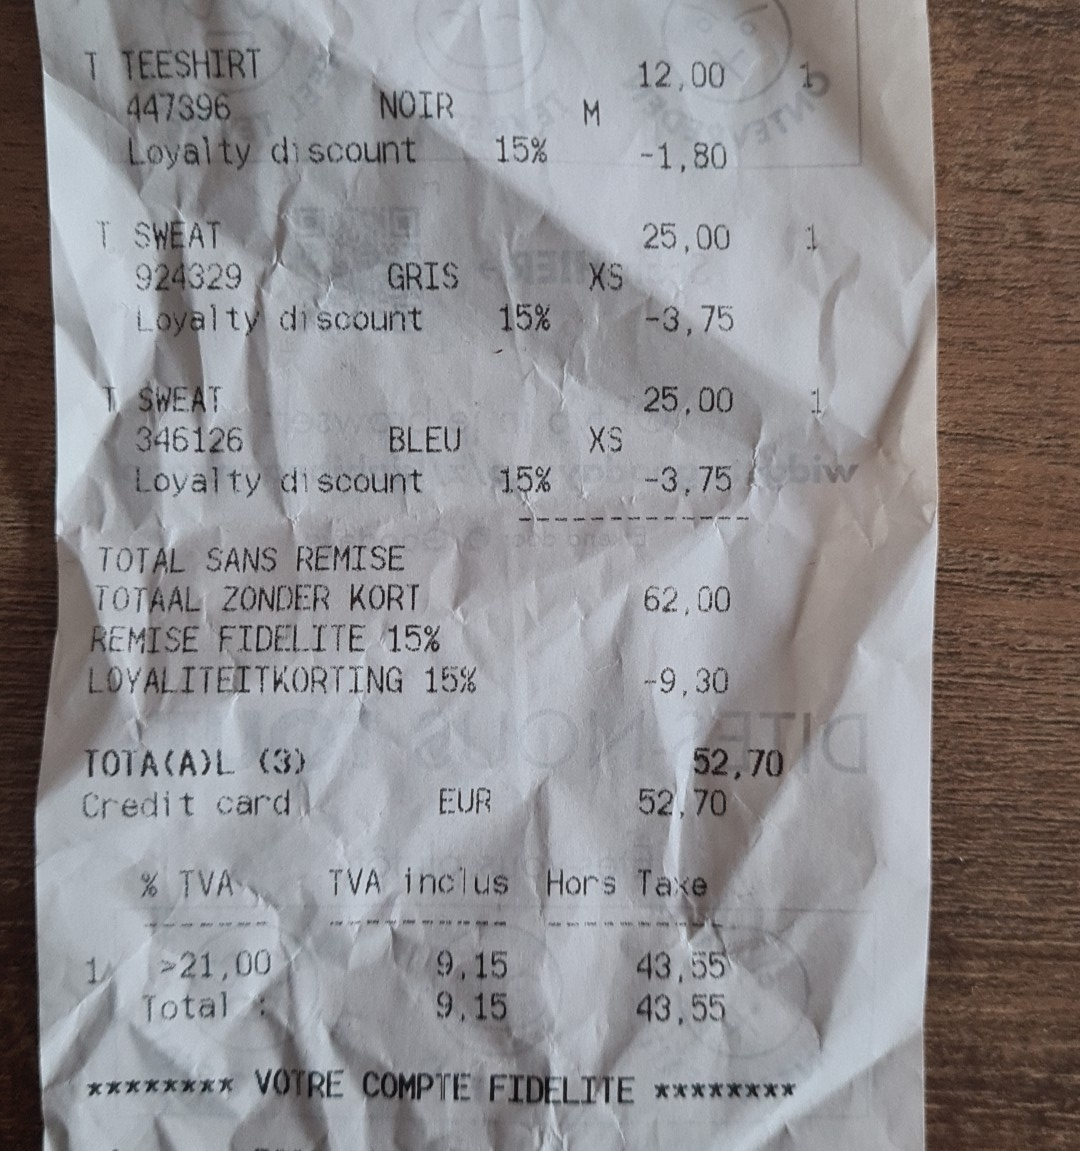 T TEESHIRT 12,00 1
447396 NOIR M
Loyalty discount 15% -1,80
T SWEAT 25,00 1
924329 GRIS XS
Loyalty discount 15% -3,75
T SWEAT 25,00 1
346126 BLEU XS
Loyalty discount 15% -3,75
TOTAL SANS REMISE
TOTAAL ZONDER KORT 62,00
REMISE FIDELITE 15%
LOYALITEITKORTING 15% -9,30
TOTA(A)L (3) 52,70
Credit card EUR 52,70
% TVA TVA inclus Hors Taxe
1 >21,00 9,15 43,55
Total : 9,15 43,55
******** VOTRE COMPTE FIDELITE ********